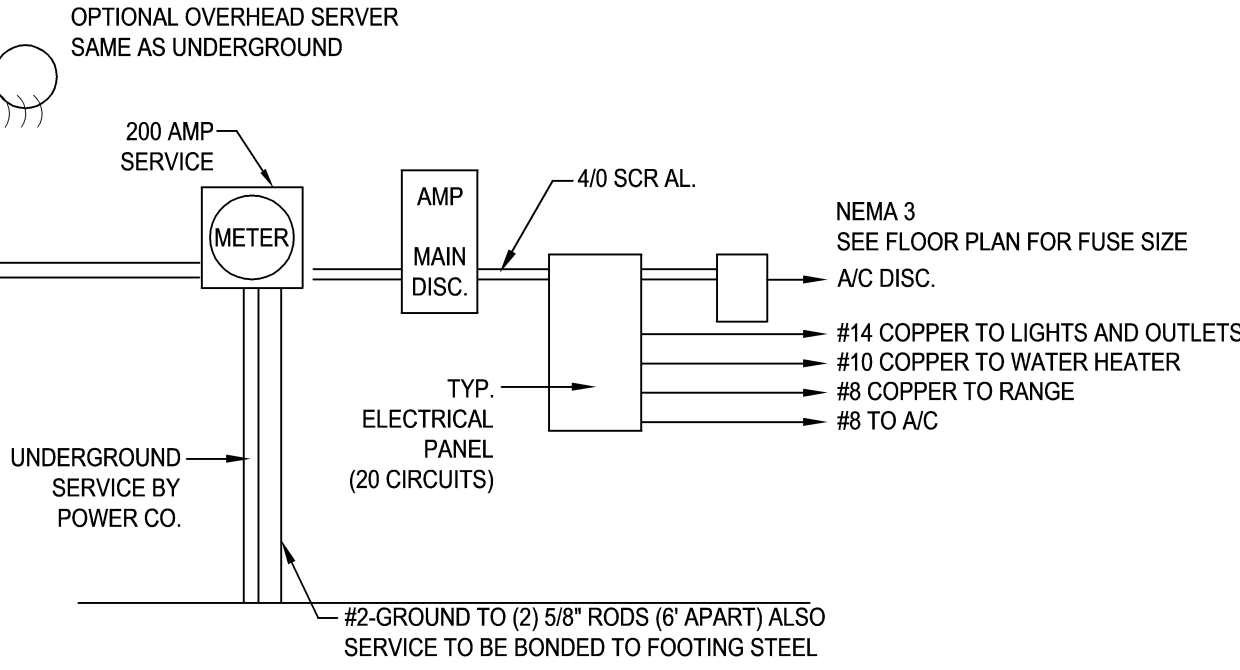 OPTIONAL OVERHEAD SERVER
SAME AS UNDERGROUND
200 AMP
SERVICE
METER
AMP
MAIN
DISC.
4/0 SCR AL.
NEMA 3
SEE FLOOR PLAN FOR FUSE SIZE
A/C DISC.
#14 COPPER TO LIGHTS AND OUTLETS
#10 COPPER TO WATER HEATER
#8 COPPER TO RANGE
#8 TO A/C
TYP.
ELECTRICAL
PANEL
(20 CIRCUITS)
UNDERGROUND
SERVICE BY
POWER CO.
#2-GROUND TO (2) 5/8" RODS (6' APART) ALSO
SERVICE TO BE BONDED TO FOOTING STEEL